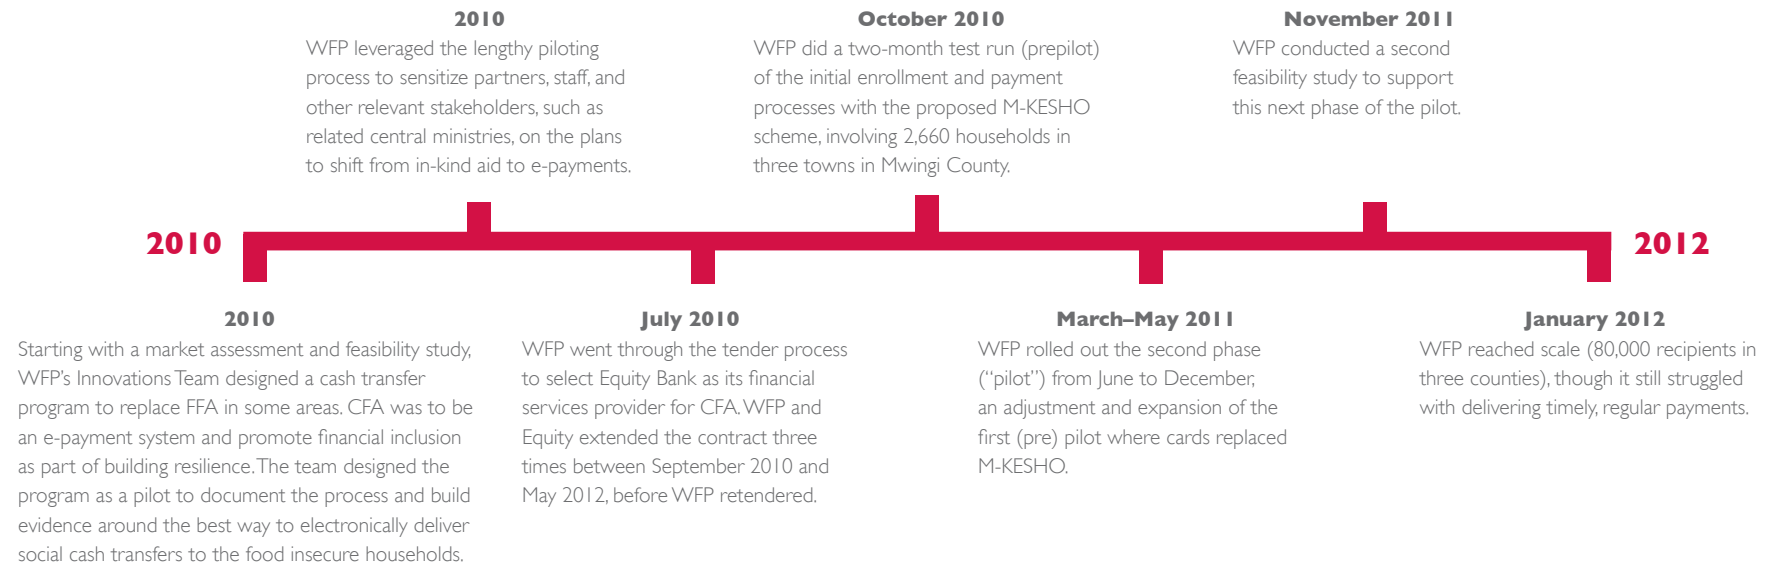 2010
WFP leveraged the lengthy piloting
process to sensitize partners, staff, and
other relevant stakeholders, such as
related central ministries, on the plans
to shift from in-kind aid to e-payments.
October 2010
WFP did a two-month test run (prepilot)
of the initial enrollment and payment
processes with the proposed M-KESHO
scheme, involving 2,660 households in
three towns in Mwingi County.
November 2011
WFP conducted a second
feasibility study to support
this next phase of the pilot.
2010
2012
2010
Starting with a market assessment and feasibility study,
WFP's Innovations Team designed a cash transfer
program to replace FFA in some areas. CFA was to be
an e-payment system and promote financial inclusion
as part of building resilience. The team designed the
program as a pilot to document the process and build
evidence around the best way to electronically deliver
social cash transfers to the food insecure households.
July 2010
WFP went through the tender process
to select Equity Bank as its financial
services provider for CFA. WFP and
Equity extended the contract three
times between September 2010 and
May 2012, before WFP retendered.
March–May 2011
WFP rolled out the second phase
(“pilot”) from June to December,
an adjustment and expansion of the
first (pre) pilot where cards replaced
M-KESHO.
January 2012
WFP reached scale (80,000 recipients in
three counties), though it still struggled
with delivering timely, regular payments.